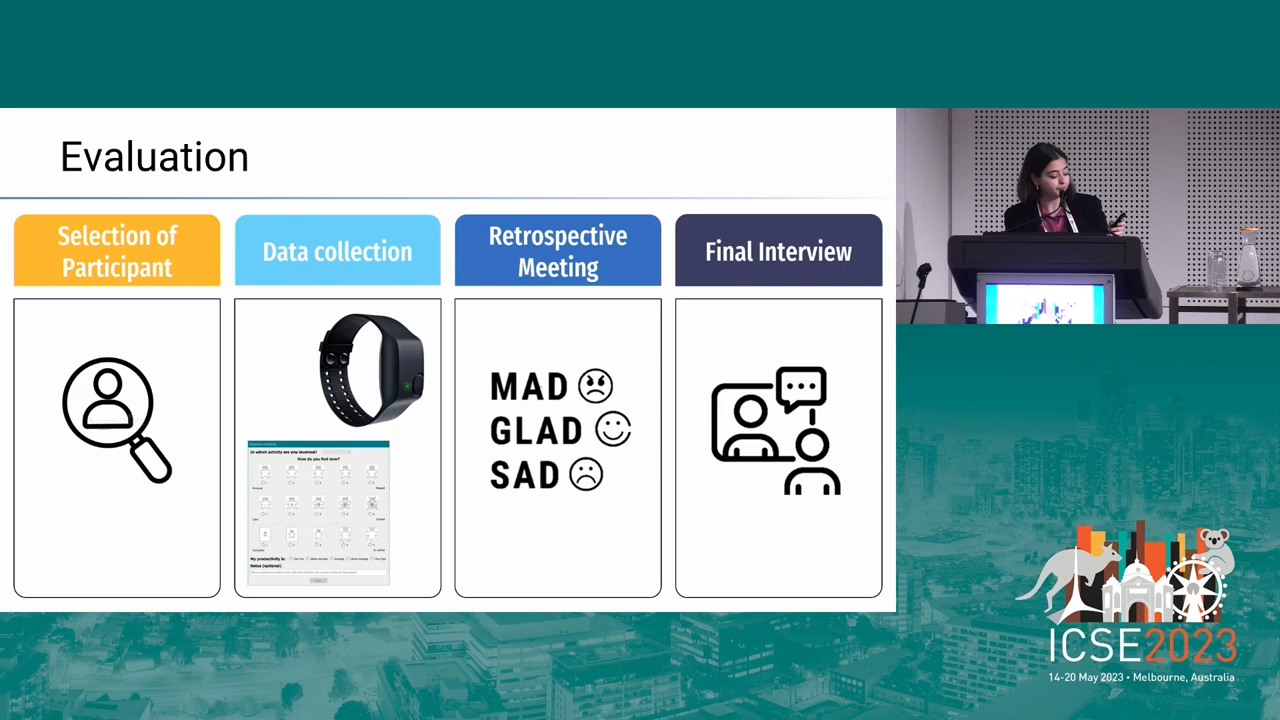 Evaluation
Selection of
Participant
Data collection
Retrospective
Meeting
Final Interview
In which activity are you involved?
How do you feel now?
MAD
GLAD
SAD
My productivity is:
Notes (optional)
ICSE2023
14-20 May 2023 • Melbourne, Australia